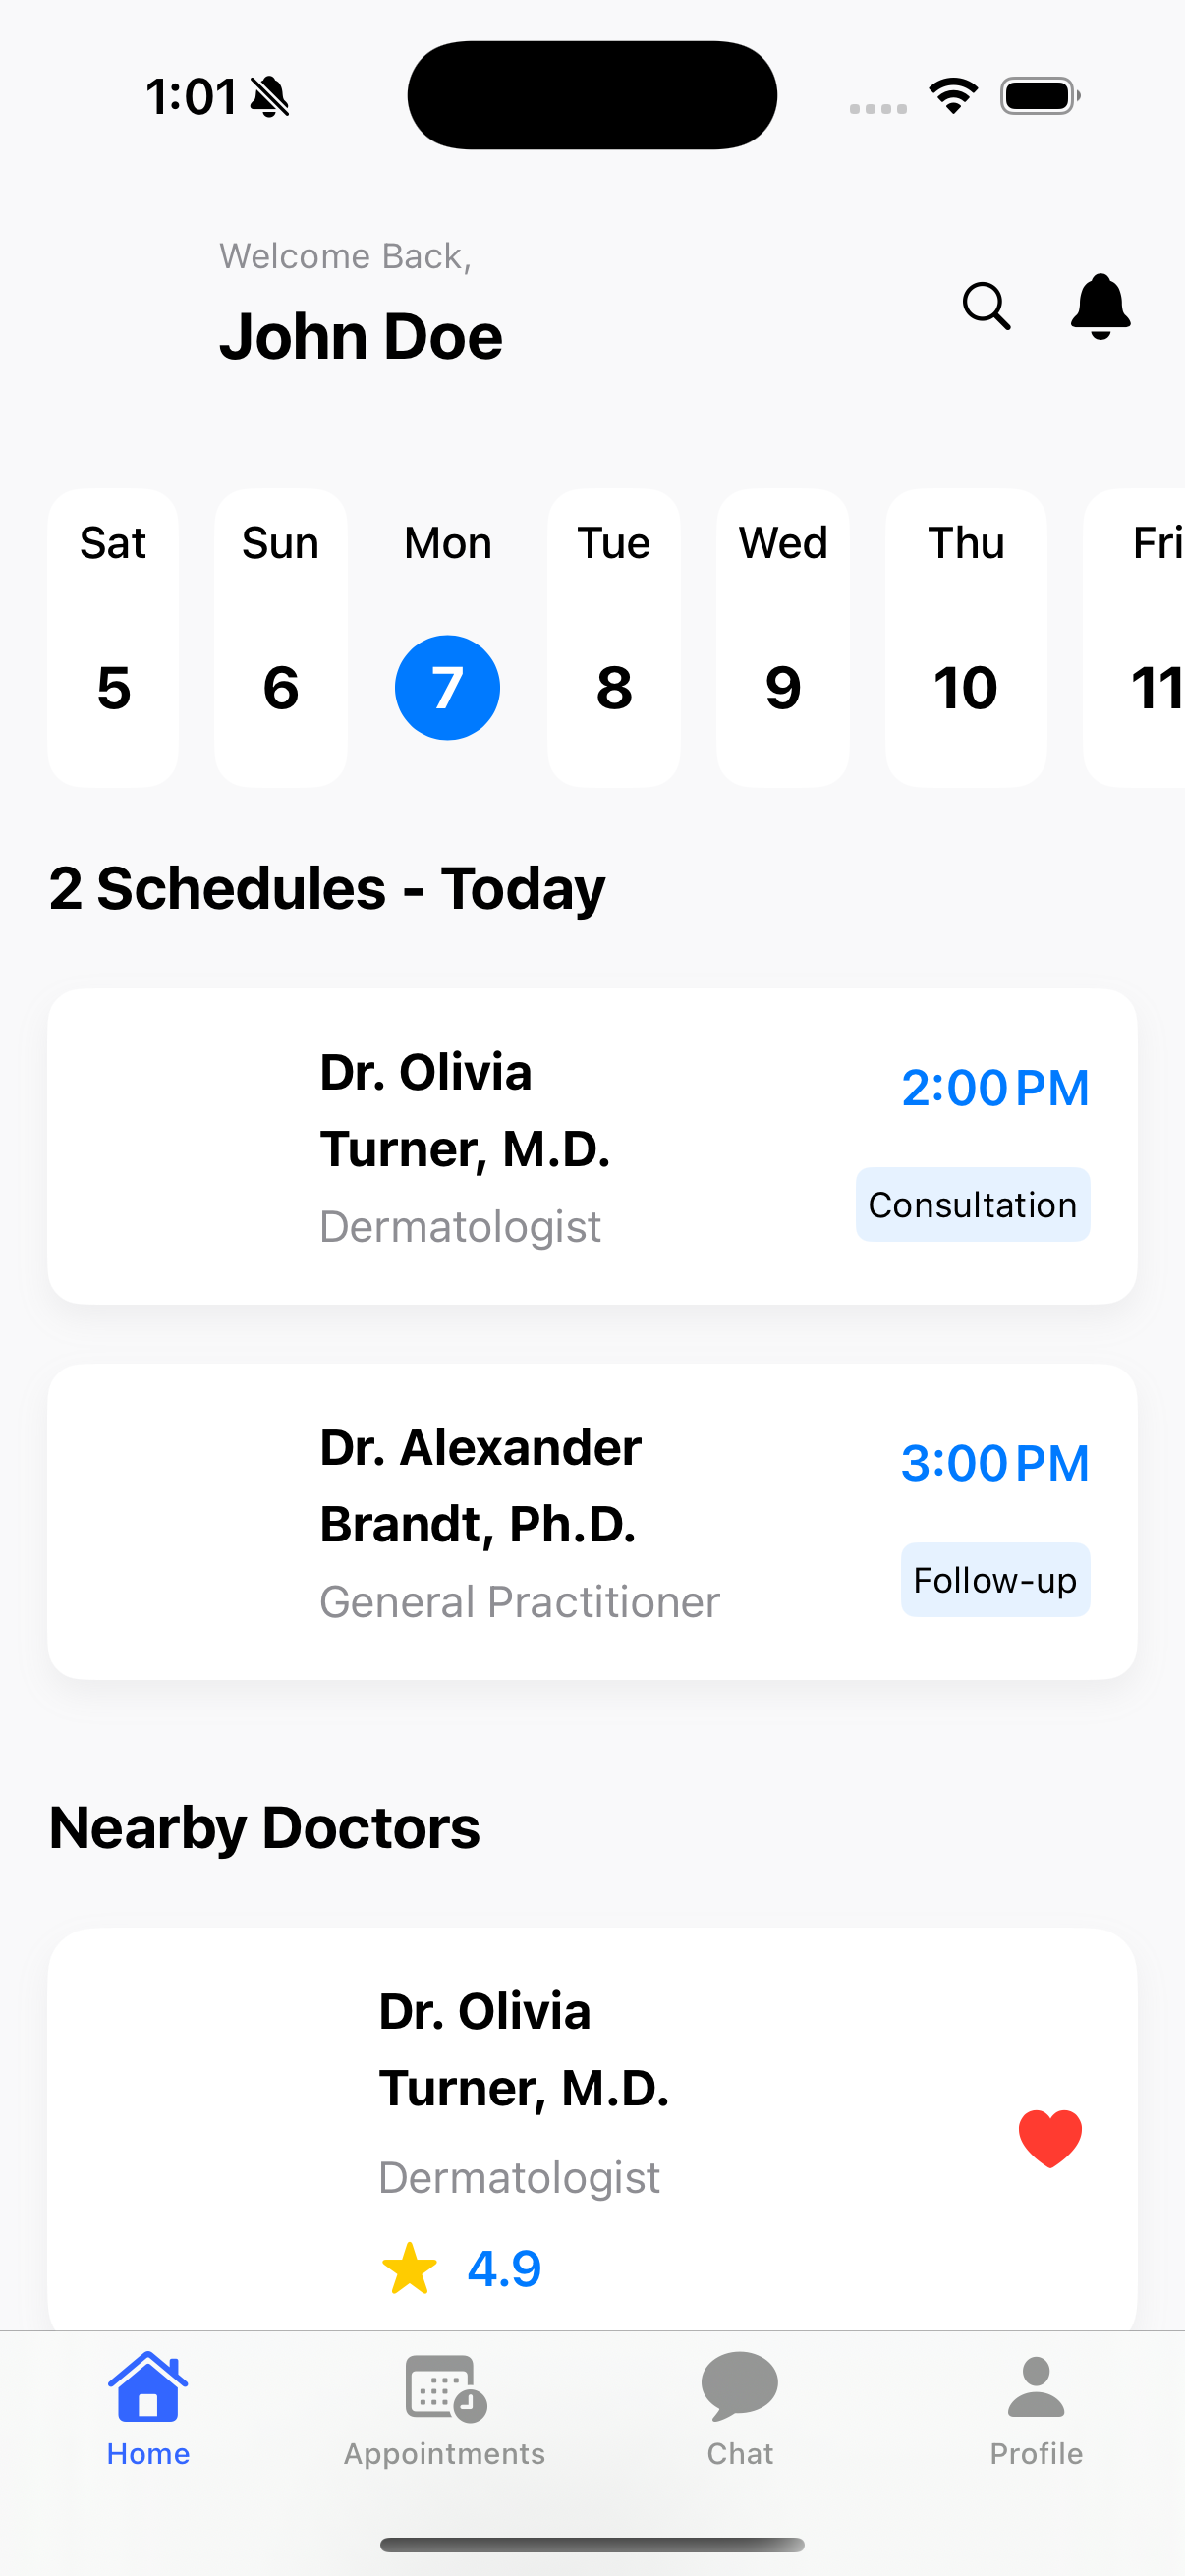 1:01
Welcome Back,
John Doe
Sat Sun Mon Tue Wed Thu Fri
5 6 7 8 9 10 11
2 Schedules - Today
Dr. Olivia
Turner, M.D.
Dermatologist
2:00 PM
Consultation
Dr. Alexander
Brandt, Ph.D.
General Practitioner
3:00 PM
Follow-up
Nearby Doctors
Dr. Olivia
Turner, M.D.
Dermatologist
4.9
Home Appointments Chat Profile